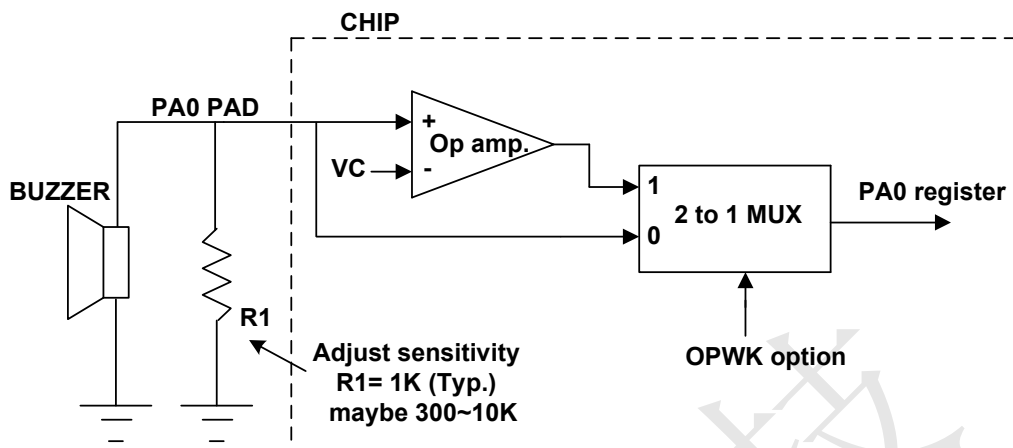 CHIP
PA0 PAD
+
Op amp.
VC
-
BUZZER
1
2 to 1 MUX
0
PA0 register
R1
Adjust sensitivity
R1= 1K (Typ.)
maybe 300~10K
OPWK option